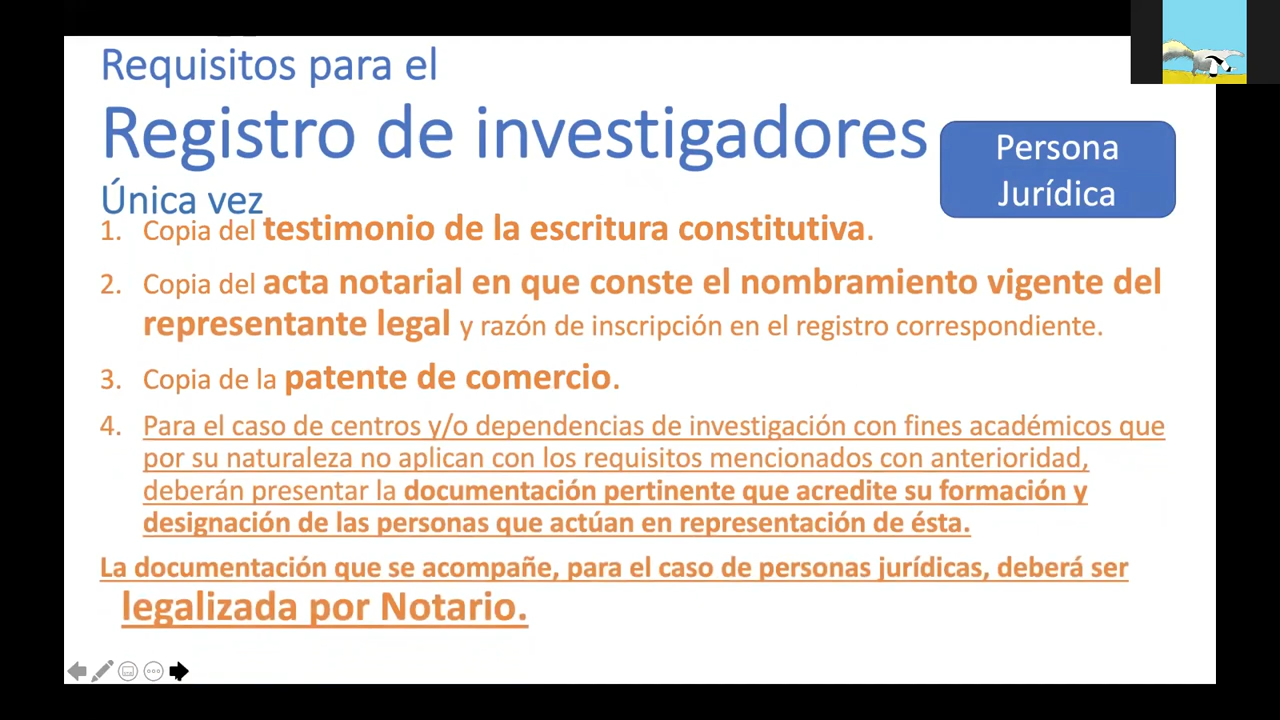 Requisitos para el
Registro de investigadores
Persona
Jurídica
Única vez
1. Copia del testimonio de la escritura constitutiva.
2. Copia del acta notarial en que conste el nombramiento vigente del
representante legal y razón de inscripción en el registro correspondiente.
3. Copia de la patente de comercio.
4. Para el caso de centros y/o dependencias de investigación con fines académicos que
por su naturaleza no aplican con los requisitos mencionados con anterioridad,
deberán presentar la documentación pertinente que acredite su formación y
designación de las personas que actúan en representación de ésta.
La documentación que se acompañe, para el caso de personas jurídicas, deberá ser
legalizada por Notario.